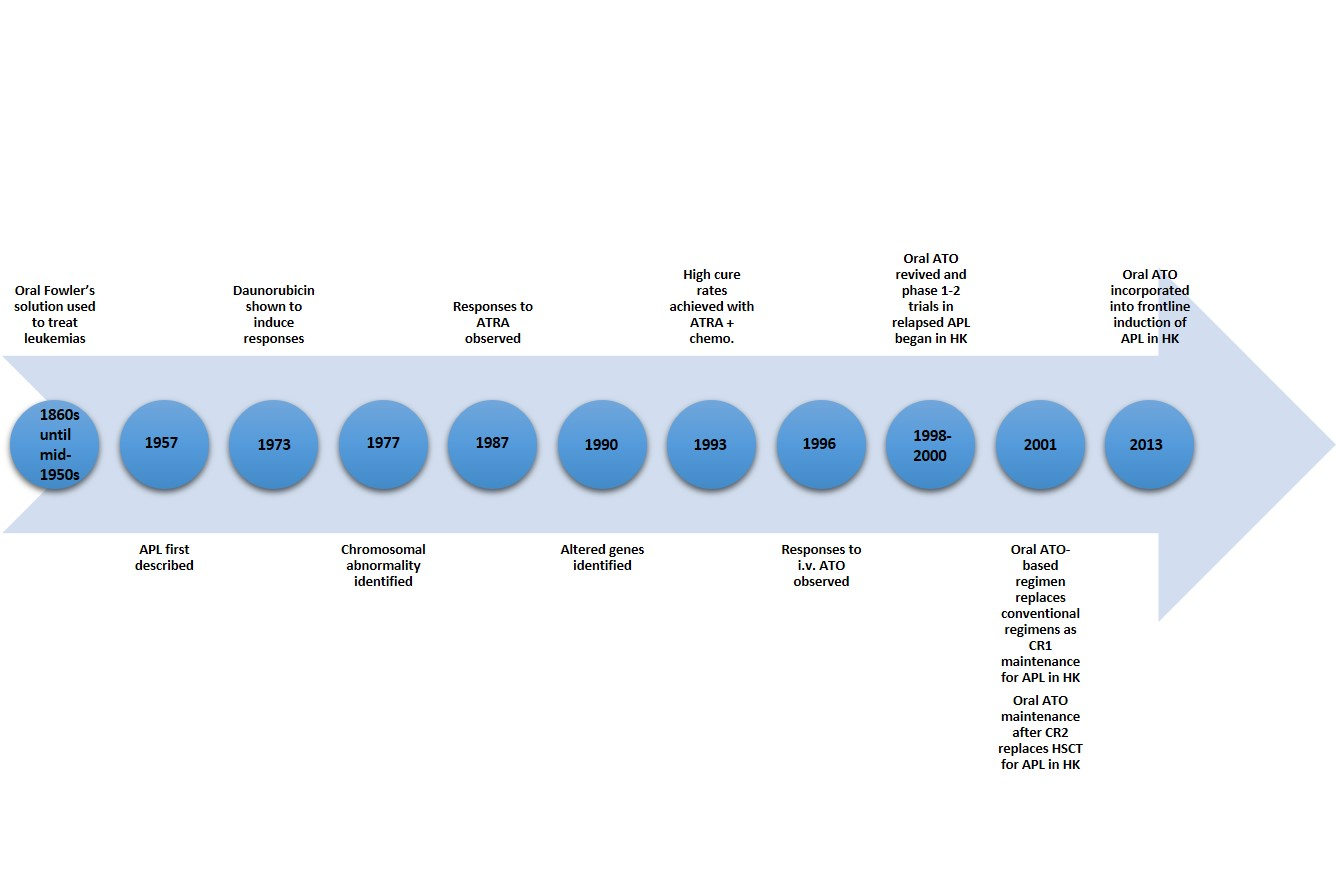 Oral Fowler's
solution used
to treat
leukemias
Daunorubicin
shown to
induce
responses
Responses to
ATRA
observed
High cure
rates
achieved with
ATRA +
chemo.
Oral ATO
revived and
phase 1-2
trials in
relapsed APL
began in HK
Oral ATO
incorporated
into frontline
induction of
APL in HK
1860s
until
mid-
1950s
1957
1973
1977
1987
1990
1993
1996
1998-
2000
2001
2013
APL first
described
Chromosomal
abnormality
identified
Altered genes
identified
Responses to
i.v. ATO
observed
Oral ATO-
based
regimen
replaces
conventional
regimens as
CR1
maintenance
for APL in HK
Oral ATO
maintenance
after CR2
replaces HSCT
for APL in HK